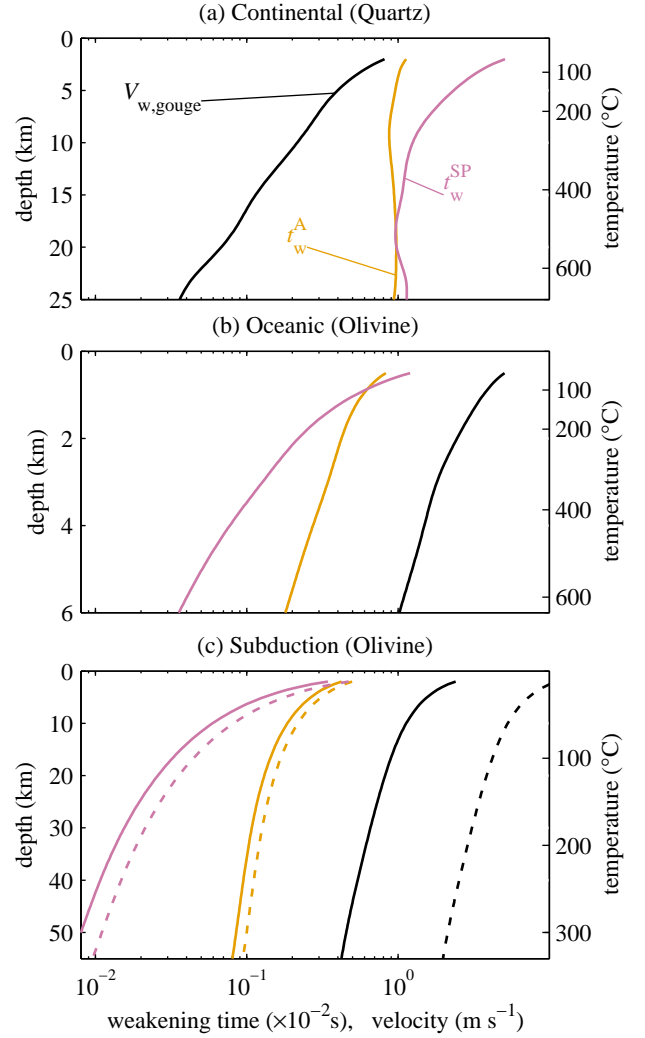 (a) Continental (Quartz)
0
5
10
15
20
25
depth (km)
100
200
400
600
temperature (°C)
V_w,gouge
t_w^A
t_w^SP
(b) Oceanic (Olivine)
0
2
4
6
depth (km)
100
200
400
600
temperature (°C)
(c) Subduction (Olivine)
0
10
20
30
40
50
depth (km)
100
200
300
temperature (°C)
10^−2
10^−1
10^0
weakening time (×10^−2 s), velocity (m s^−1)